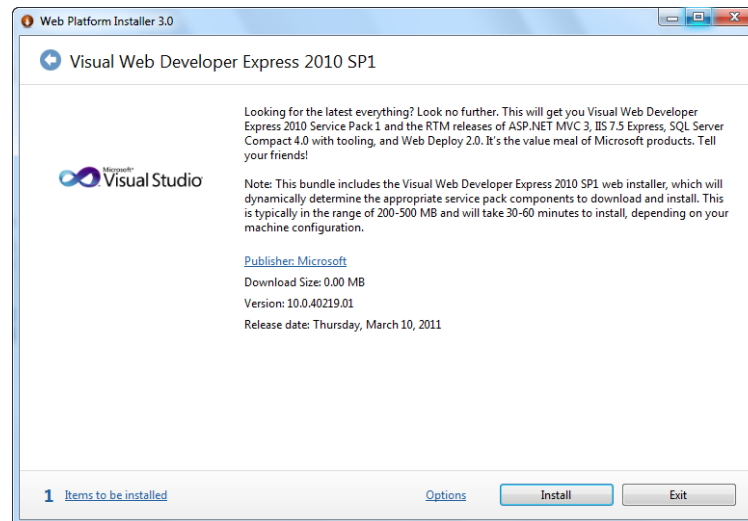 Web Platform Installer 3.0
Visual Web Developer Express 2010 SP1
Looking for the latest everything? Look no further. This will get you Visual Web Developer
Express 2010 Service Pack 1 and the RTM releases of ASP.NET MVC 3, IIS 7.5 Express, SQL Server
Compact 4.0 with tooling, and Web Deploy 2.0. It's the value meal of Microsoft products. Tell
your friends!
Microsoft®
Visual Studio
Note: This bundle includes the Visual Web Developer Express 2010 SP1 web installer, which will
dynamically determine the appropriate service pack components to download and install. This
is typically in the range of 200-500 MB and will take 30-60 minutes to install, depending on your
machine configuration.
Publisher: Microsoft
Download Size: 0.00 MB
Version: 10.0.40219.01
Release date: Thursday, March 10, 2011
1 Items to be installed Options Install Exit